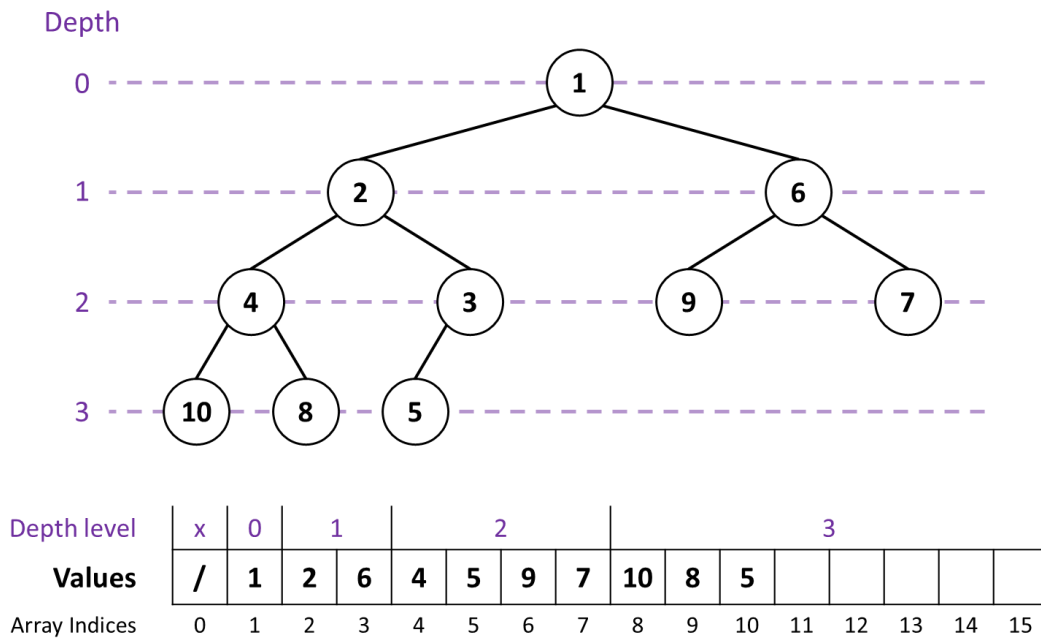 Depth
0 1
1 2 6
2 4 3 9 7
3 10 8 5
Depth level x 0 1 2 3
Values / 1 2 6 4 5 9 7 10 8 5
Array Indices 0 1 2 3 4 5 6 7 8 9 10 11 12 13 14 15